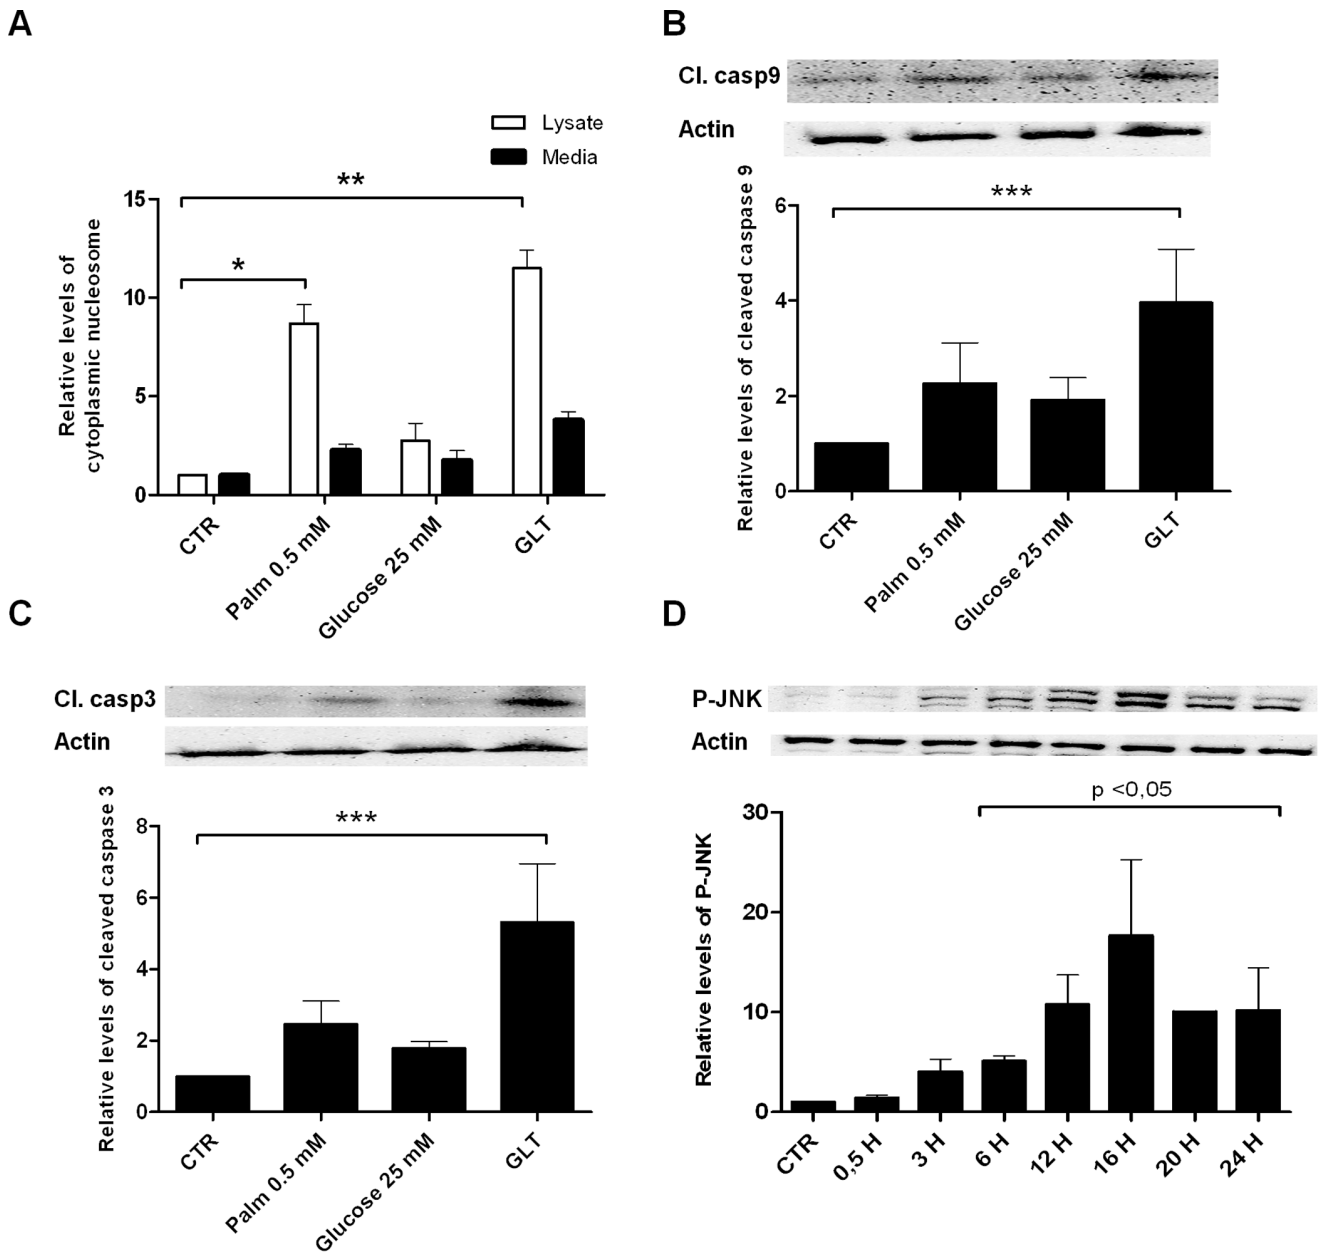 A
Lysate
Media
**
*
Relative levels of
cytoplasmic nucleosome
15
10
5
0
CTR
Palm 0.5 mM
Glucose 25 mM
GLT
B
Cl. casp9
Actin
***
Relative levels of cleaved caspase 9
6
4
2
0
CTR
Palm 0.5 mM
Glucose 25 mM
GLT
C
Cl. casp3
Actin
***
Relative levels of cleaved caspase 3
8
6
4
2
0
CTR
Palm 0.5 mM
Glucose 25 mM
GLT
D
P-JNK
Actin
p <0,05
Relative levels of P-JNK
30
20
10
0
CTR
0,5 H
3 H
6 H
12 H
16 H
20 H
24 H